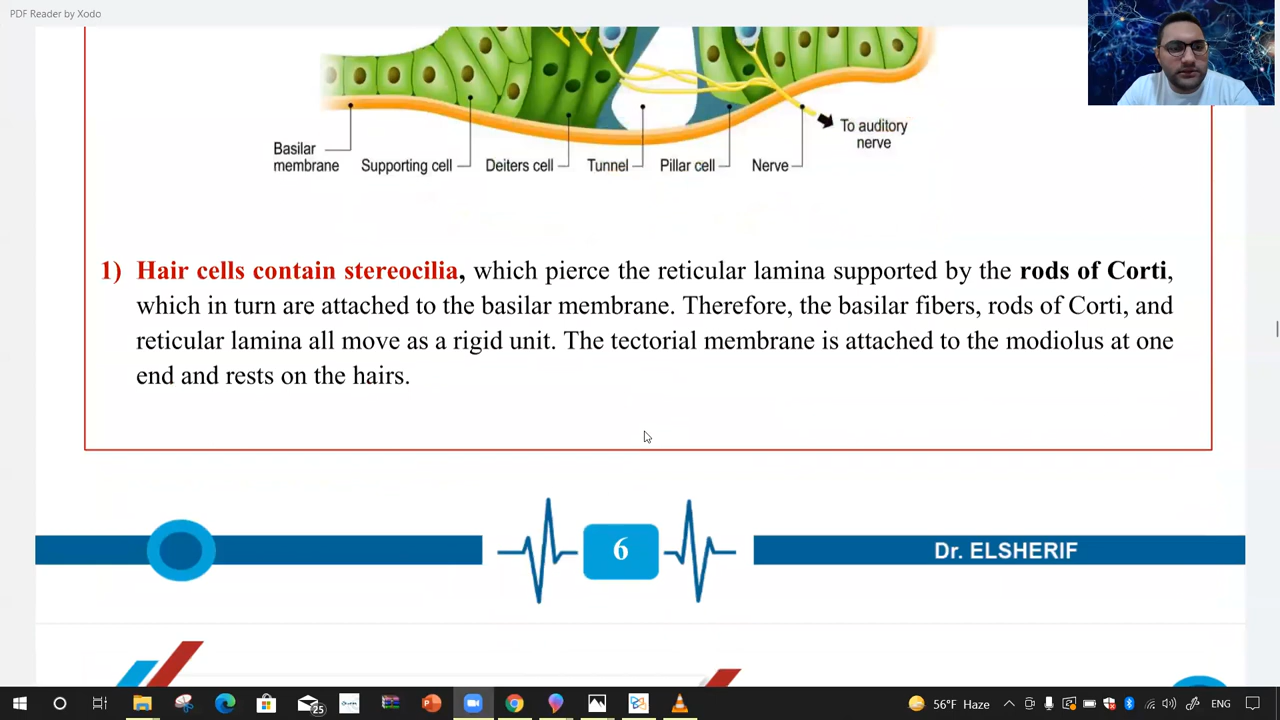 PDF Reader by Xodo
To auditory
nerve
Basilar
membrane
Supporting cell
Deiters cell
Tunnel
Pillar cell
Nerve
1) Hair cells contain stereocilia, which pierce the reticular lamina supported by the rods of Corti,
which in turn are attached to the basilar membrane. Therefore, the basilar fibers, rods of Corti, and
reticular lamina all move as a rigid unit. The tectorial membrane is attached to the modiolus at one
end and rests on the hairs.
6
Dr. ELSHERIF
25
56°F Haze
ENG